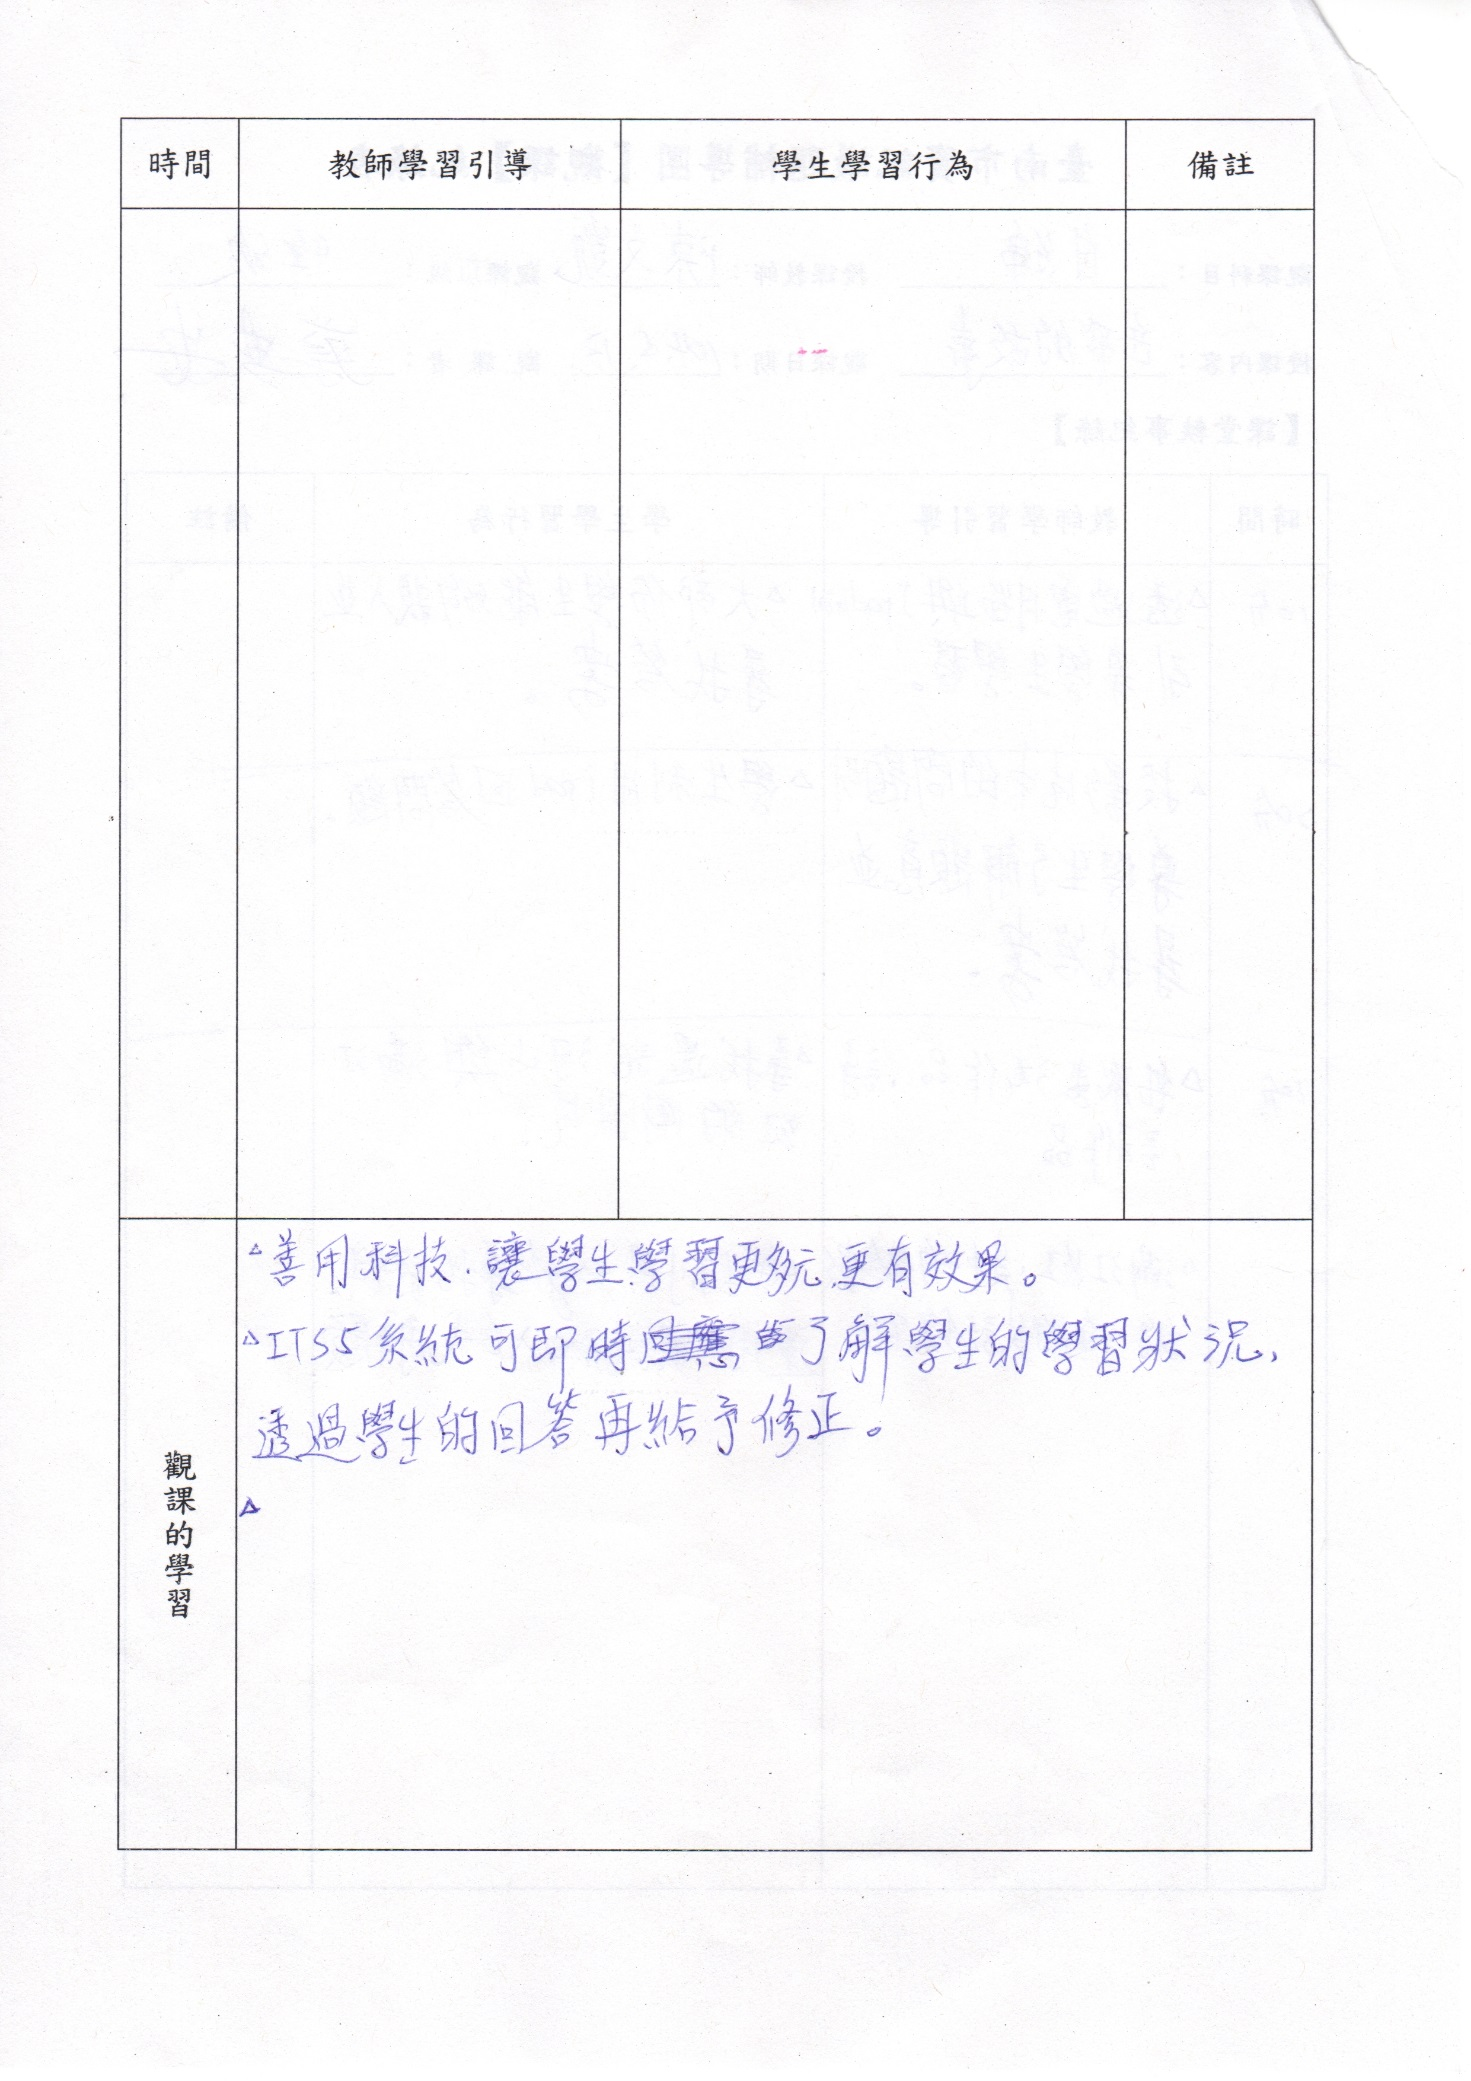 時間 教師學習引導 學生學習行為 備註
觀課的學習
△善用科技、讓學生學習更多元、更有效果。
△ITS5系統可即時了解學生的學習狀況、
透過學生的回答再給予修正。
△